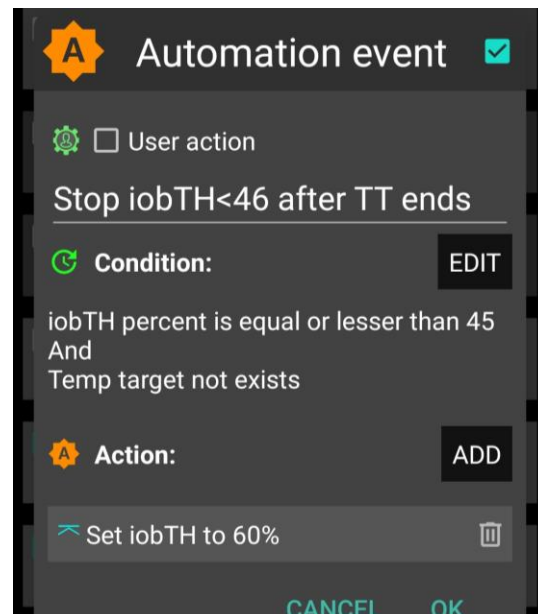 A Automation event
User action
Stop iobTH<46 after TT ends
Condition: EDIT
iobTH percent is equal or lesser than 45
And
Temp target not exists
A Action: ADD
Set iobTH to 60%
CANCEL OK